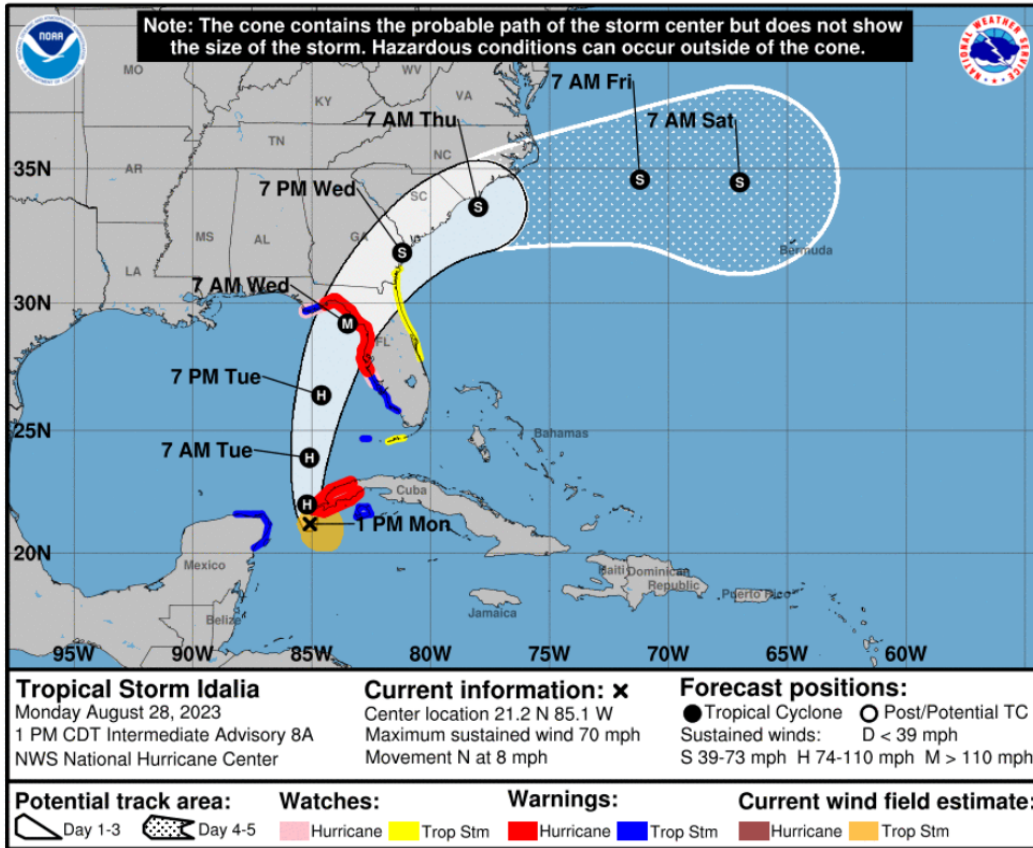 Note: The cone contains the probable path of the storm center but does not show
the size of the storm. Hazardous conditions can occur outside of the cone.
NOAA
NATIONAL WEATHER SERVICE
MO
WV
7 AM Fri
KY
VA
7 AM Thu
7 AM Sat
TN
NC
35N
AR
S
S
7 PM Wed
SC
S
MS
AL
GA
S
Bermuda
LA
7 AM Wed
30N
M
FL
7 PM Tue
H
25N
Bahamas
7 AM Tue
H
Cuba
H
1 PM Mon
20N
Mexico
Haiti
Dominican
Republic
Puerto Rico
Jamaica
Belize
95W
90W
85W
80W
75W
70W
65W
60W
Tropical Storm Idalia
Monday August 28, 2023
1 PM CDT Intermediate Advisory 8A
NWS National Hurricane Center
Current information: ×
Center location 21.2 N 85.1 W
Maximum sustained wind 70 mph
Movement N at 8 mph
Forecast positions:
Tropical Cyclone
Post/Potential TC
Sustained winds: D < 39 mph
S 39-73 mph H 74-110 mph M > 110 mph
Potential track area:
Day 1-3
Day 4-5
Watches:
Hurricane
Trop Stm
Warnings:
Hurricane
Trop Stm
Current wind field estimate:
Hurricane
Trop Stm